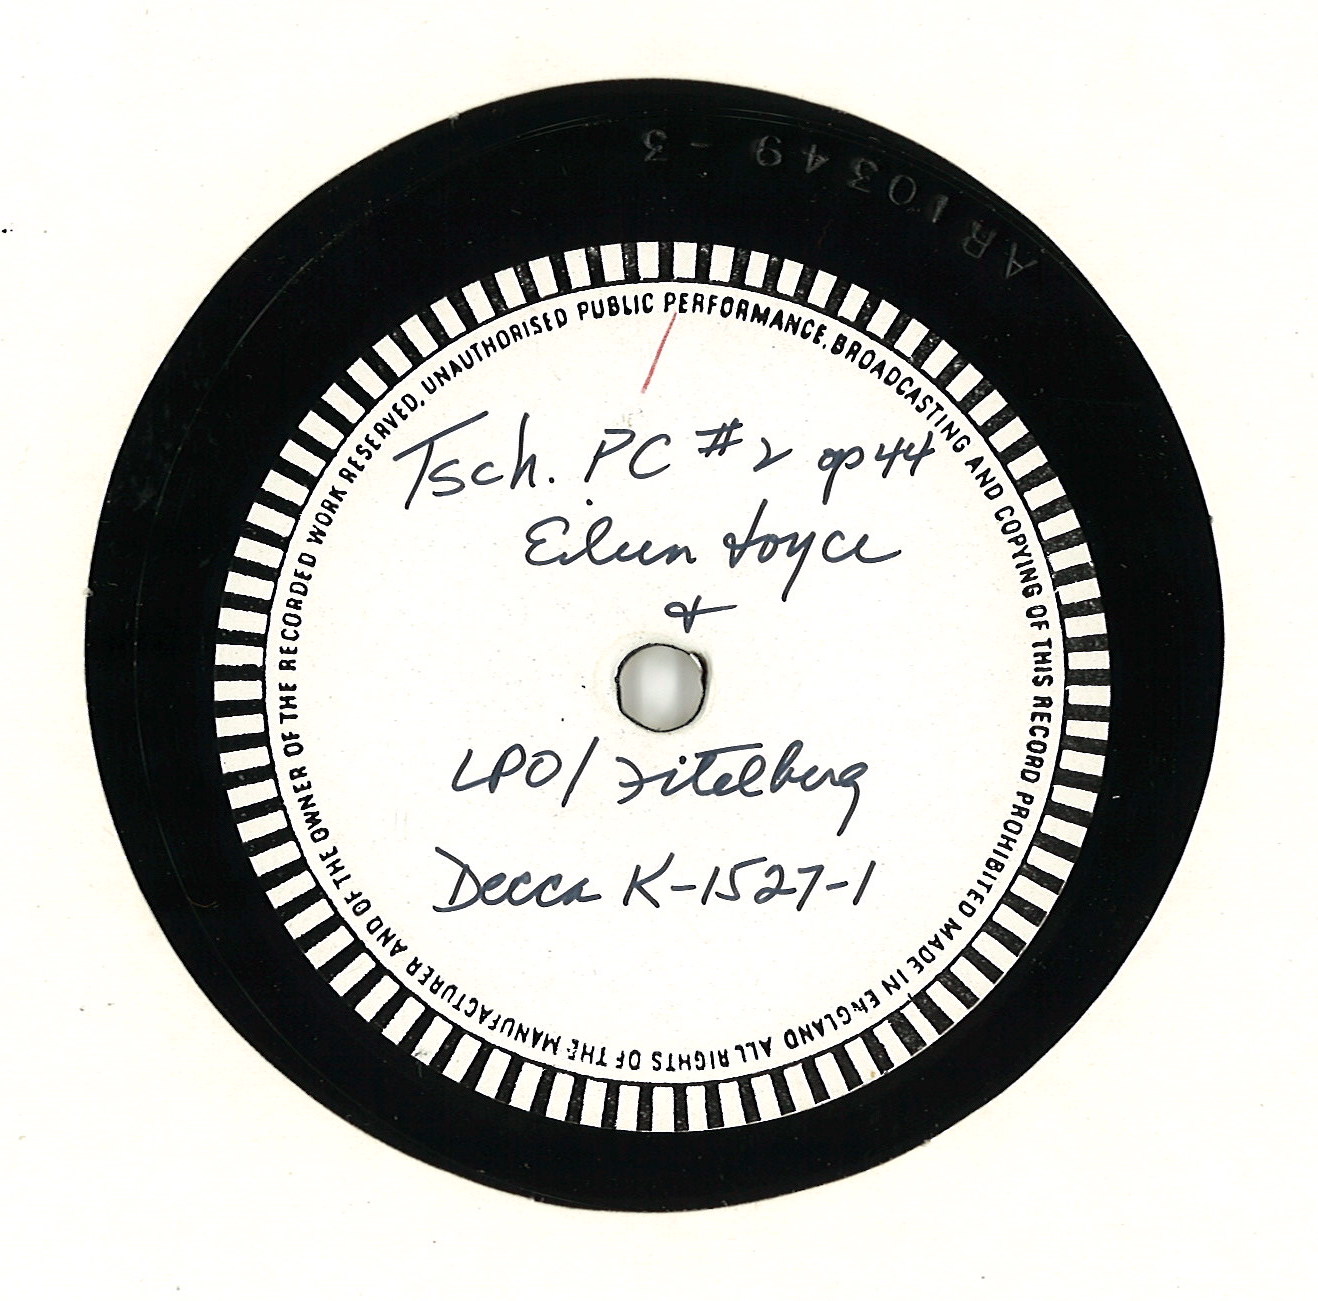 AR10349-3
ALL RIGHTS OF THE MANUFACTURER AND OF THE OWNER OF THE RECORDED WORK RESERVED. UNAUTHORISED PUBLIC PERFORMANCE, BROADCASTING AND COPYING OF THIS RECORD PROHIBITED MADE IN ENGLAND
Tsch. PC #2 op 44
Eileen Joyce
&
LPO/Fitelberg
Decca K-1527-1